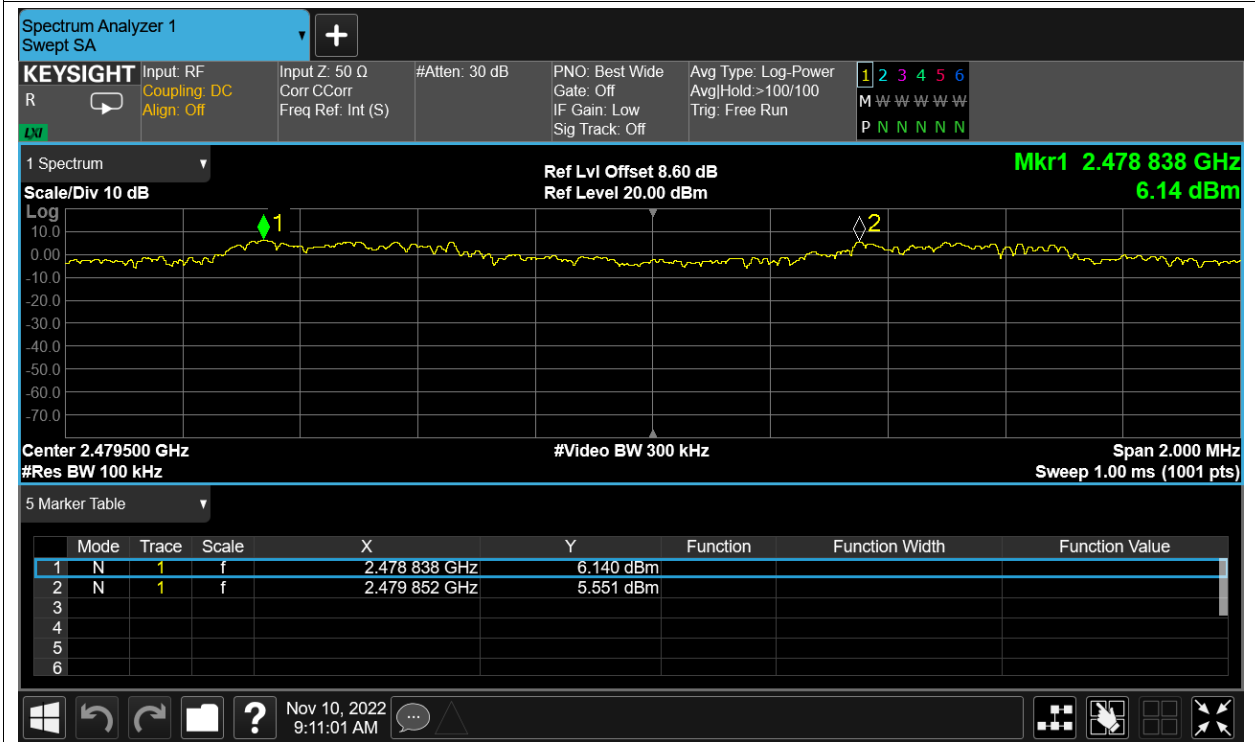 Spectrum Analyzer 1
Swept SA
+
KEYSIGHT Input: RF Input Z: 50 Ω #Atten: 30 dB PNO: Best Wide Avg Type: Log-Power 1 2 3 4 5 6
R Coupling: DC Corr CCorr Gate: Off Avg|Hold:>100/100 M W W W W W
Align: Off Freq Ref: Int (S) IF Gain: Low Trig: Free Run
LXI Sig Track: Off P N N N N N
1 Spectrum Ref Lvl Offset 8.60 dB Mkr1 2.478 838 GHz
Scale/Div 10 dB Ref Level 20.00 dBm 6.14 dBm
Log
1 2
10.0
0.00
-10.0
-20.0
-30.0
-40.0
-50.0
-60.0
-70.0
Center 2.479500 GHz #Video BW 300 kHz Span 2.000 MHz
#Res BW 100 kHz Sweep 1.00 ms (1001 pts)
5 Marker Table
Mode Trace Scale X Y Function Function Width Function Value
1 N 1 f 2.478 838 GHz 6.140 dBm
2 N 1 f 2.479 852 GHz 5.551 dBm
3
4
5
6
? Nov 10, 2022
9:11:01 AM